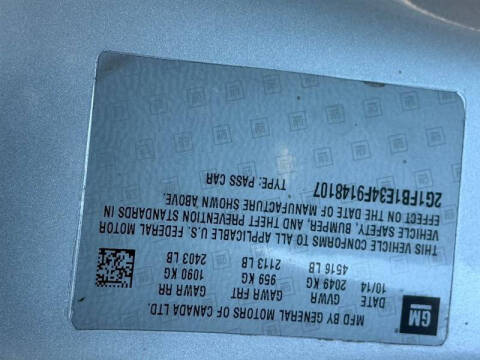 GM
MFD BY GENERAL MOTORS OF CANADA LTD.
DATE GVWR GAWR FRT GAWR RR
10/14 2049 KG 959 KG 1090 KG
4516 LB 2113 LB 2403 LB
THIS VEHICLE CONFORMS TO ALL APPLICABLE U.S. FEDERAL MOTOR
VEHICLE SAFETY, BUMPER, AND THEFT PREVENTION STANDARDS IN
EFFECT ON THE DATE OF MANUFACTURE SHOWN ABOVE.
2G1FB1E34F9148107 TYPE: PASS CAR